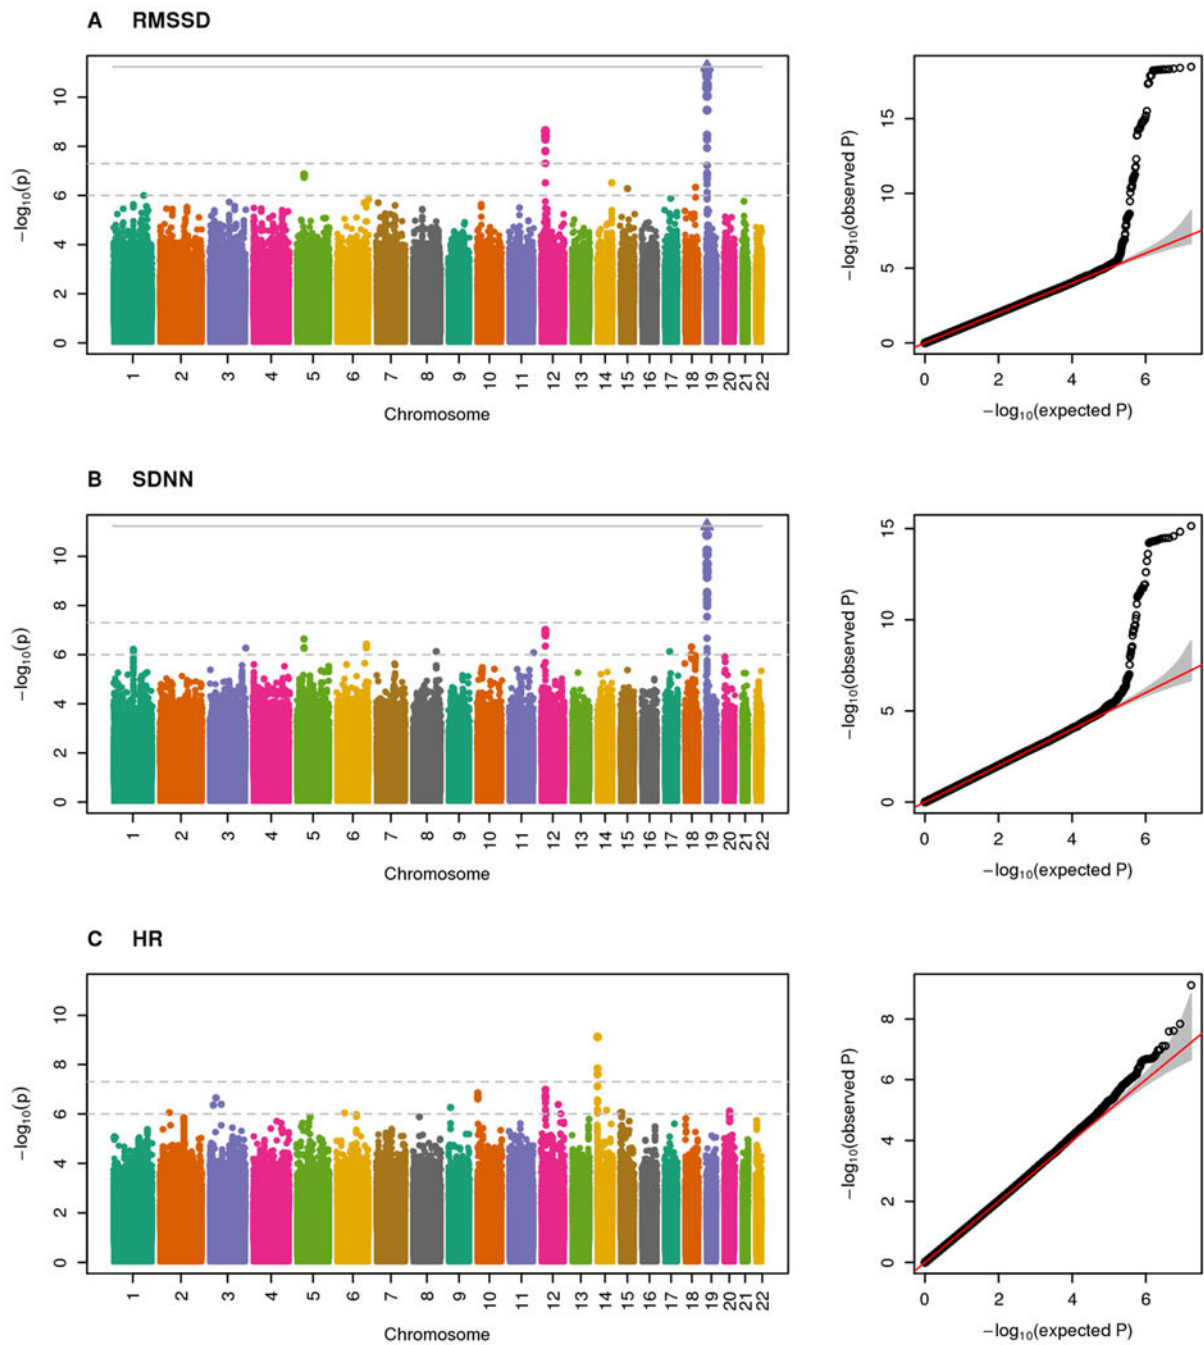 A RMSSD
−log10(p)
0 2 4 6 8 10
1 2 3 4 5 6 7 8 9 10 11 12 13 14 15 16 17 18 19 20 21 22
Chromosome
−log10(observed P)
0 5 10 15
0 2 4 6
−log10(expected P)
B SDNN
−log10(p)
0 2 4 6 8 10
1 2 3 4 5 6 7 8 9 10 11 12 13 14 15 16 17 18 19 20 21 22
Chromosome
−log10(observed P)
0 5 10 15
0 2 4 6
−log10(expected P)
C HR
−log10(p)
0 2 4 6 8 10
1 2 3 4 5 6 7 8 9 10 11 12 13 14 15 16 17 18 19 20 21 22
Chromosome
−log10(observed P)
0 2 4 6 8
0 2 4 6
−log10(expected P)